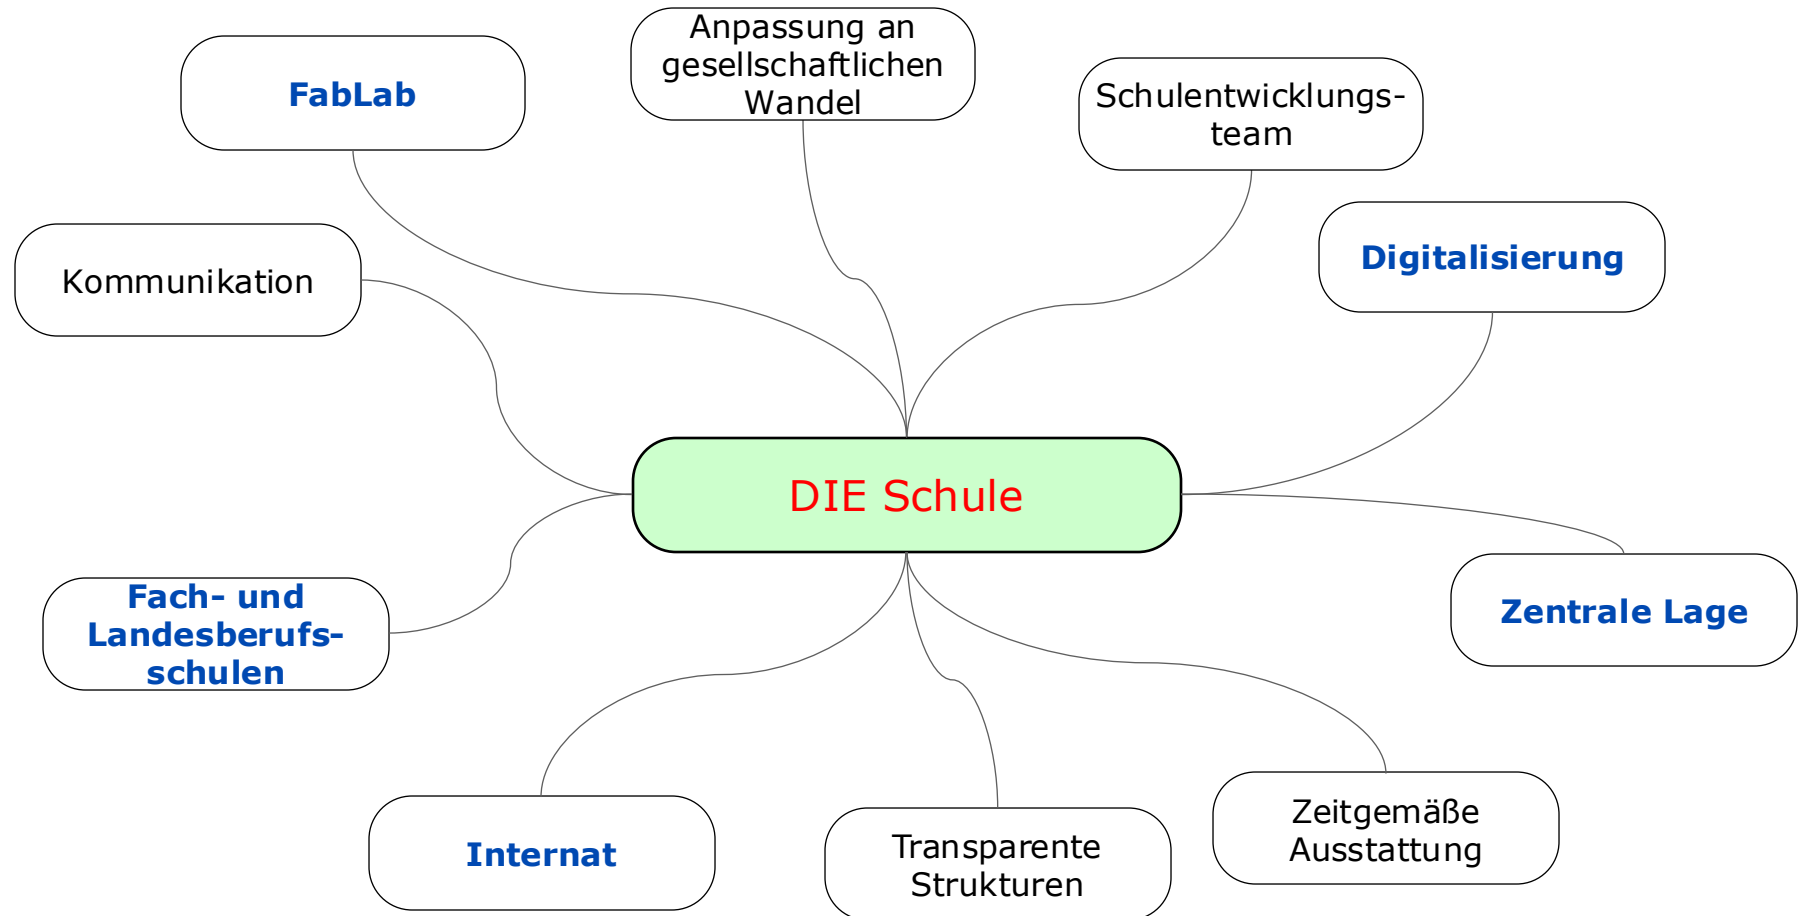 FabLab
Anpassung an
gesellschaftlichen
Wandel
Schulentwicklungs-
team
Digitalisierung
Kommunikation
DIE Schule
Fach- und
Landesberufs-
schulen
Zentrale Lage
Internat
Transparente
Strukturen
Zeitgemäße
Ausstattung